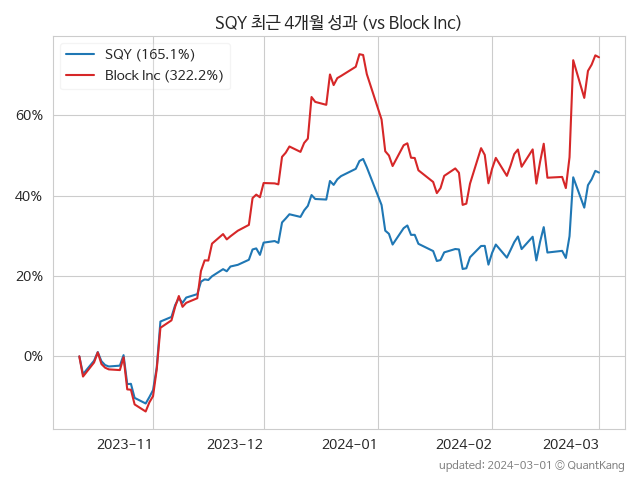 SQY 최근 4개월 성과 (vs Block Inc)
SQY (165.1%)
Block Inc (322.2%)
60%
40%
20%
0%
2023-11
2023-12
2024-01
2024-02
2024-03
updated: 2024-03-01 © QuantKang